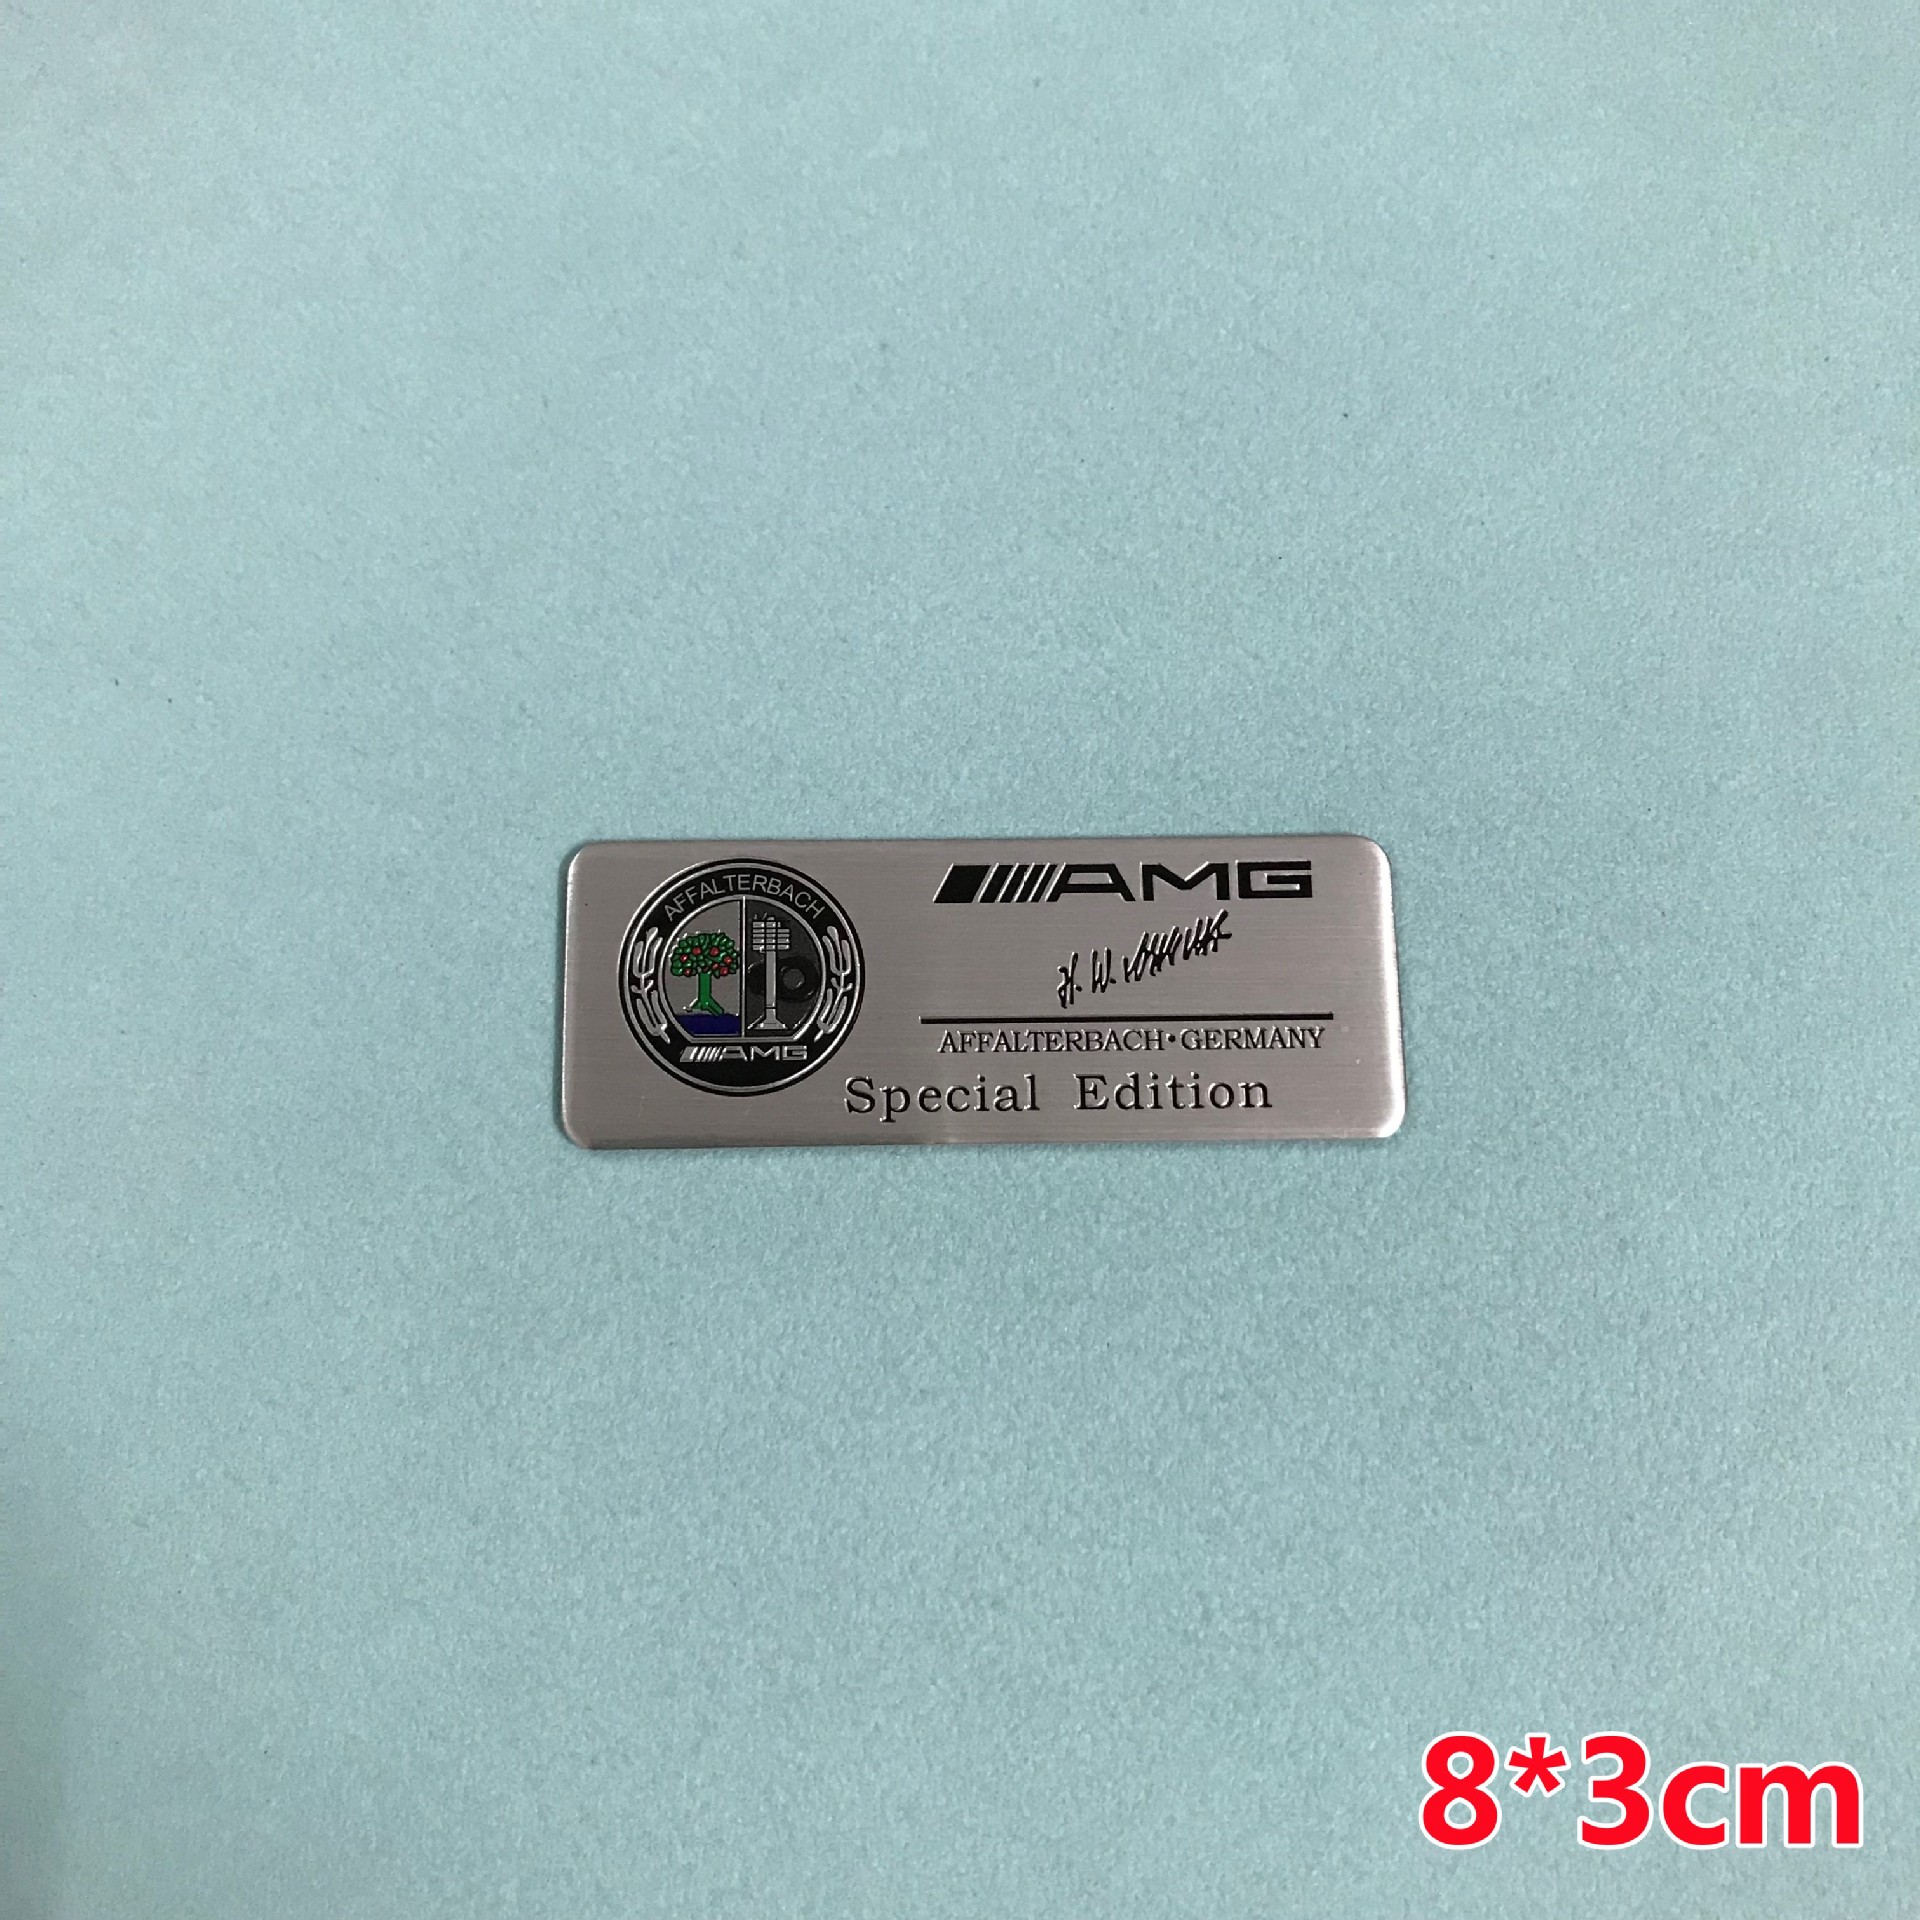 AFFALTERBACH
AMG
AMG
H. W.
AFFALTERBACH·GERMANY
Special Edition
8*3cm